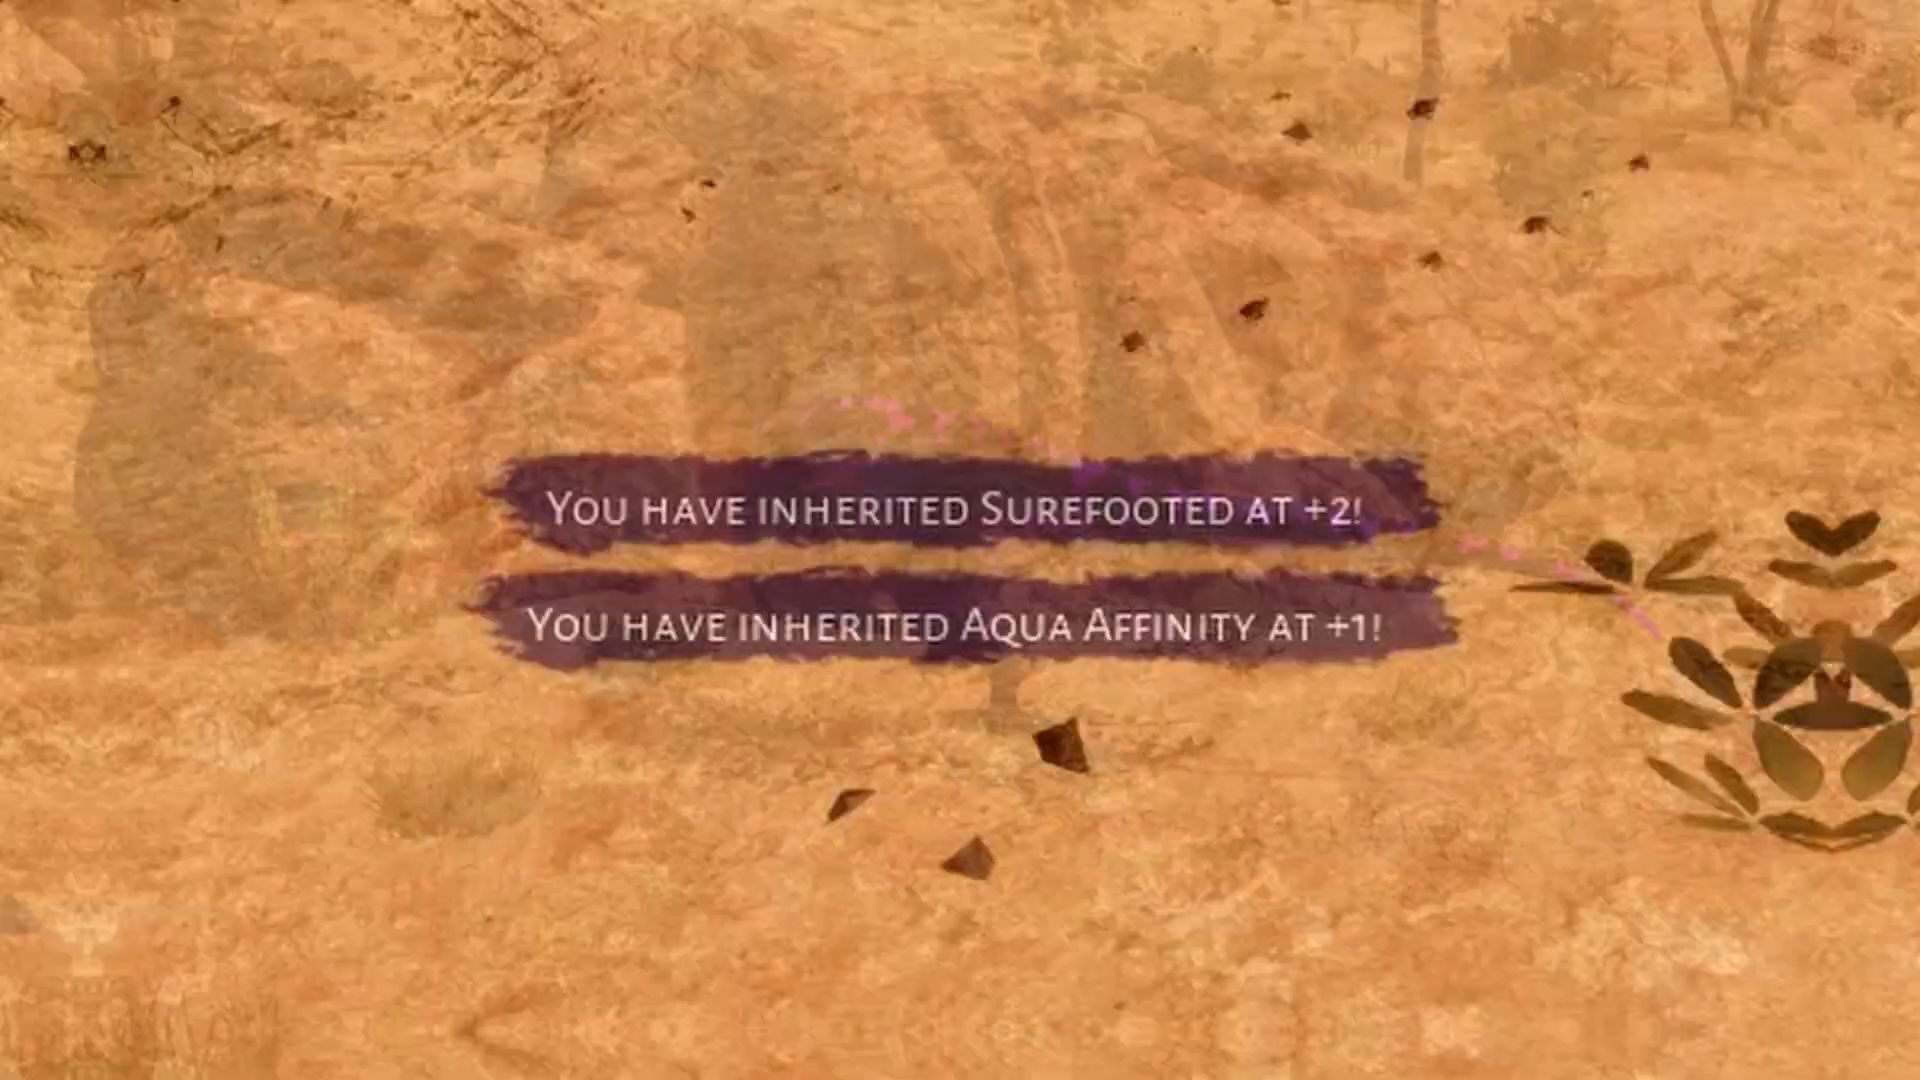 You have inherited Surefooted at +2!
You have inherited Aqua Affinity at +1!